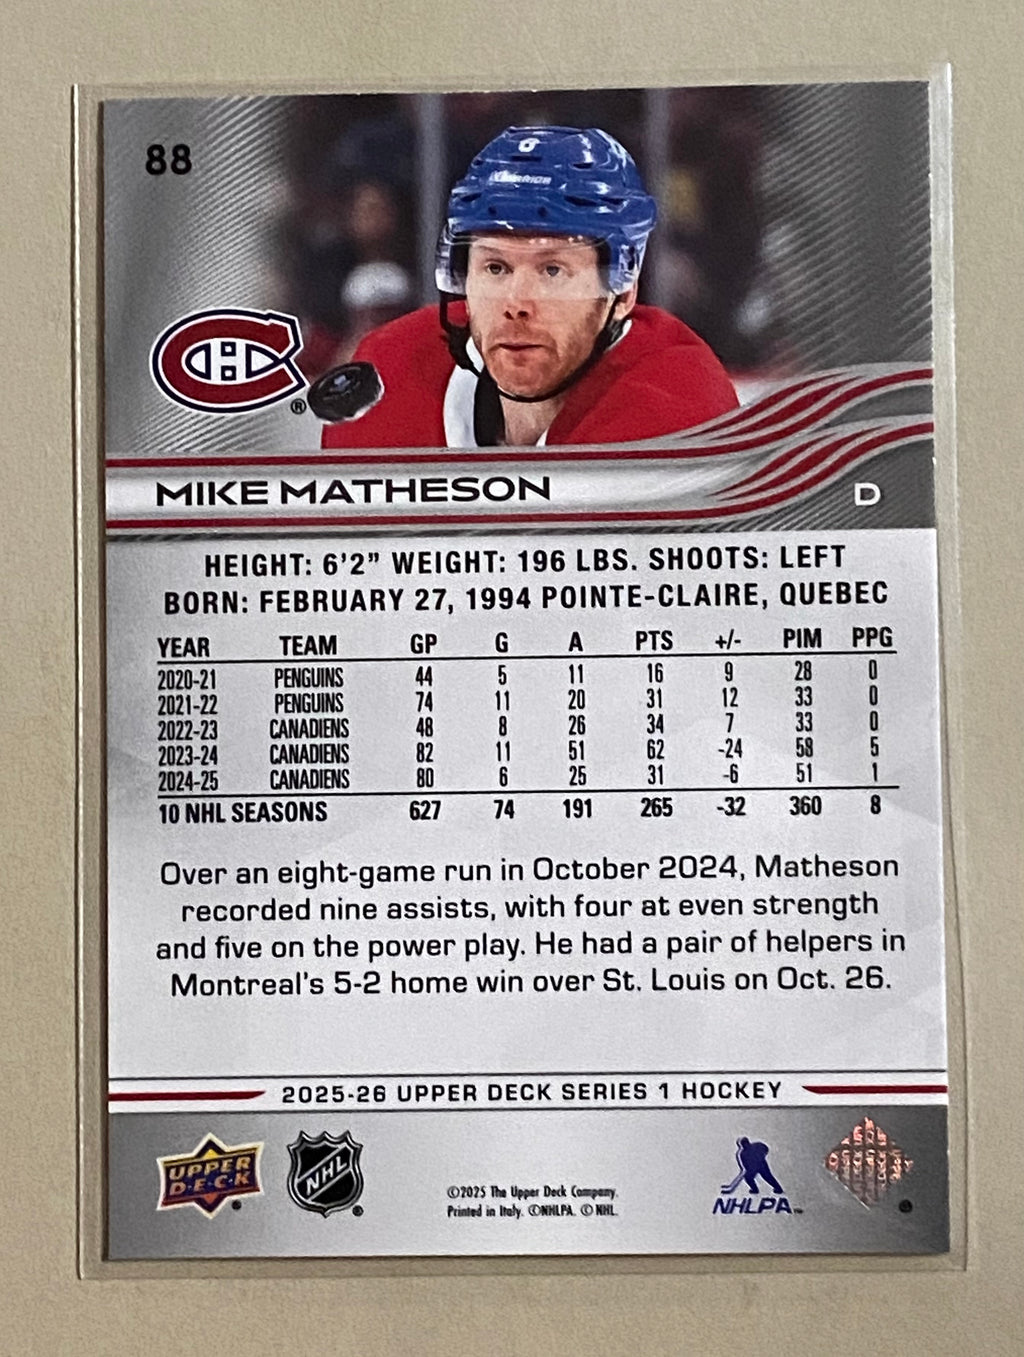 88
8
WARRIOR
®
MIKE MATHESON
D
HEIGHT: 6'2” WEIGHT: 196 LBS. SHOOTS: LEFT
BORN: FEBRUARY 27, 1994 POINTE-CLAIRE, QUEBEC
YEAR TEAM GP G A PTS +/- PIM PPG
2020-21 PENGUINS 44 5 11 16 9 28 0
2021-22 PENGUINS 74 11 20 31 12 33 0
2022-23 CANADIENS 48 8 26 34 7 33 0
2023-24 CANADIENS 82 11 51 62 -24 58 5
2024-25 CANADIENS 80 6 25 31 -6 51 1
10 NHL SEASONS 627 74 191 265 -32 360 8
Over an eight-game run in October 2024, Matheson
recorded nine assists, with four at even strength
and five on the power play. He had a pair of helpers in
Montreal's 5-2 home win over St. Louis on Oct. 26.
2025-26 UPPER DECK SERIES 1 HOCKEY
UPPER
D•E•C•K
NHL
©2025 The Upper Deck Company.
Printed in Italy. ©NHLPA. © NHL.
NHLPA™